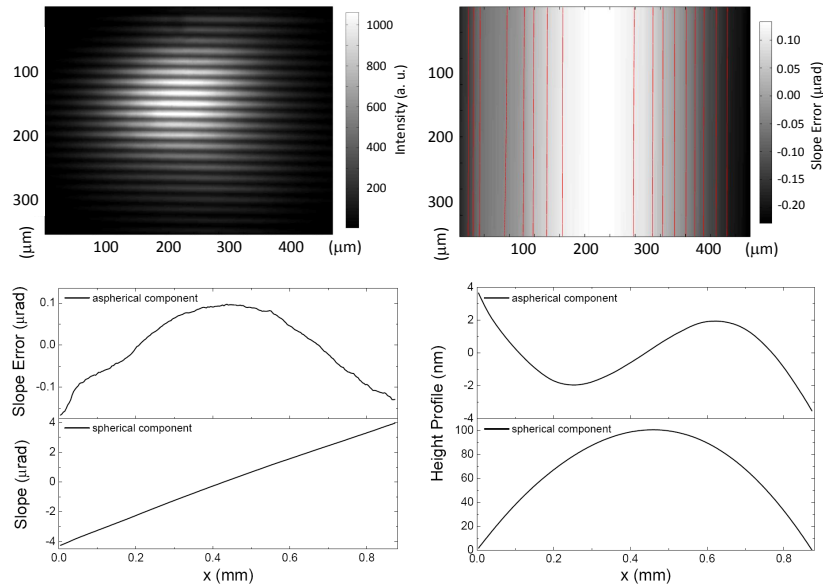 1000
800
600
400
200
Intensity (a. u.)
100
200
300
(μm)
100 200 300 400 (μm)
0.10
0.05
0.00
-0.05
-0.10
-0.15
-0.20
Slope Error (μrad)
100
200
300
(μm)
100 200 300 400 (μm)
0.1
0.0
-0.1
Slope Error (μrad)
aspherical component
4
2
0
-2
-4
Slope (μrad)
spherical component
0.0 0.2 0.4 0.6 0.8
x (mm)
4
2
0
-2
-4
aspherical component
Height Profile (nm)
100
80
60
40
20
0
spherical component
0.0 0.2 0.4 0.6 0.8
x (mm)